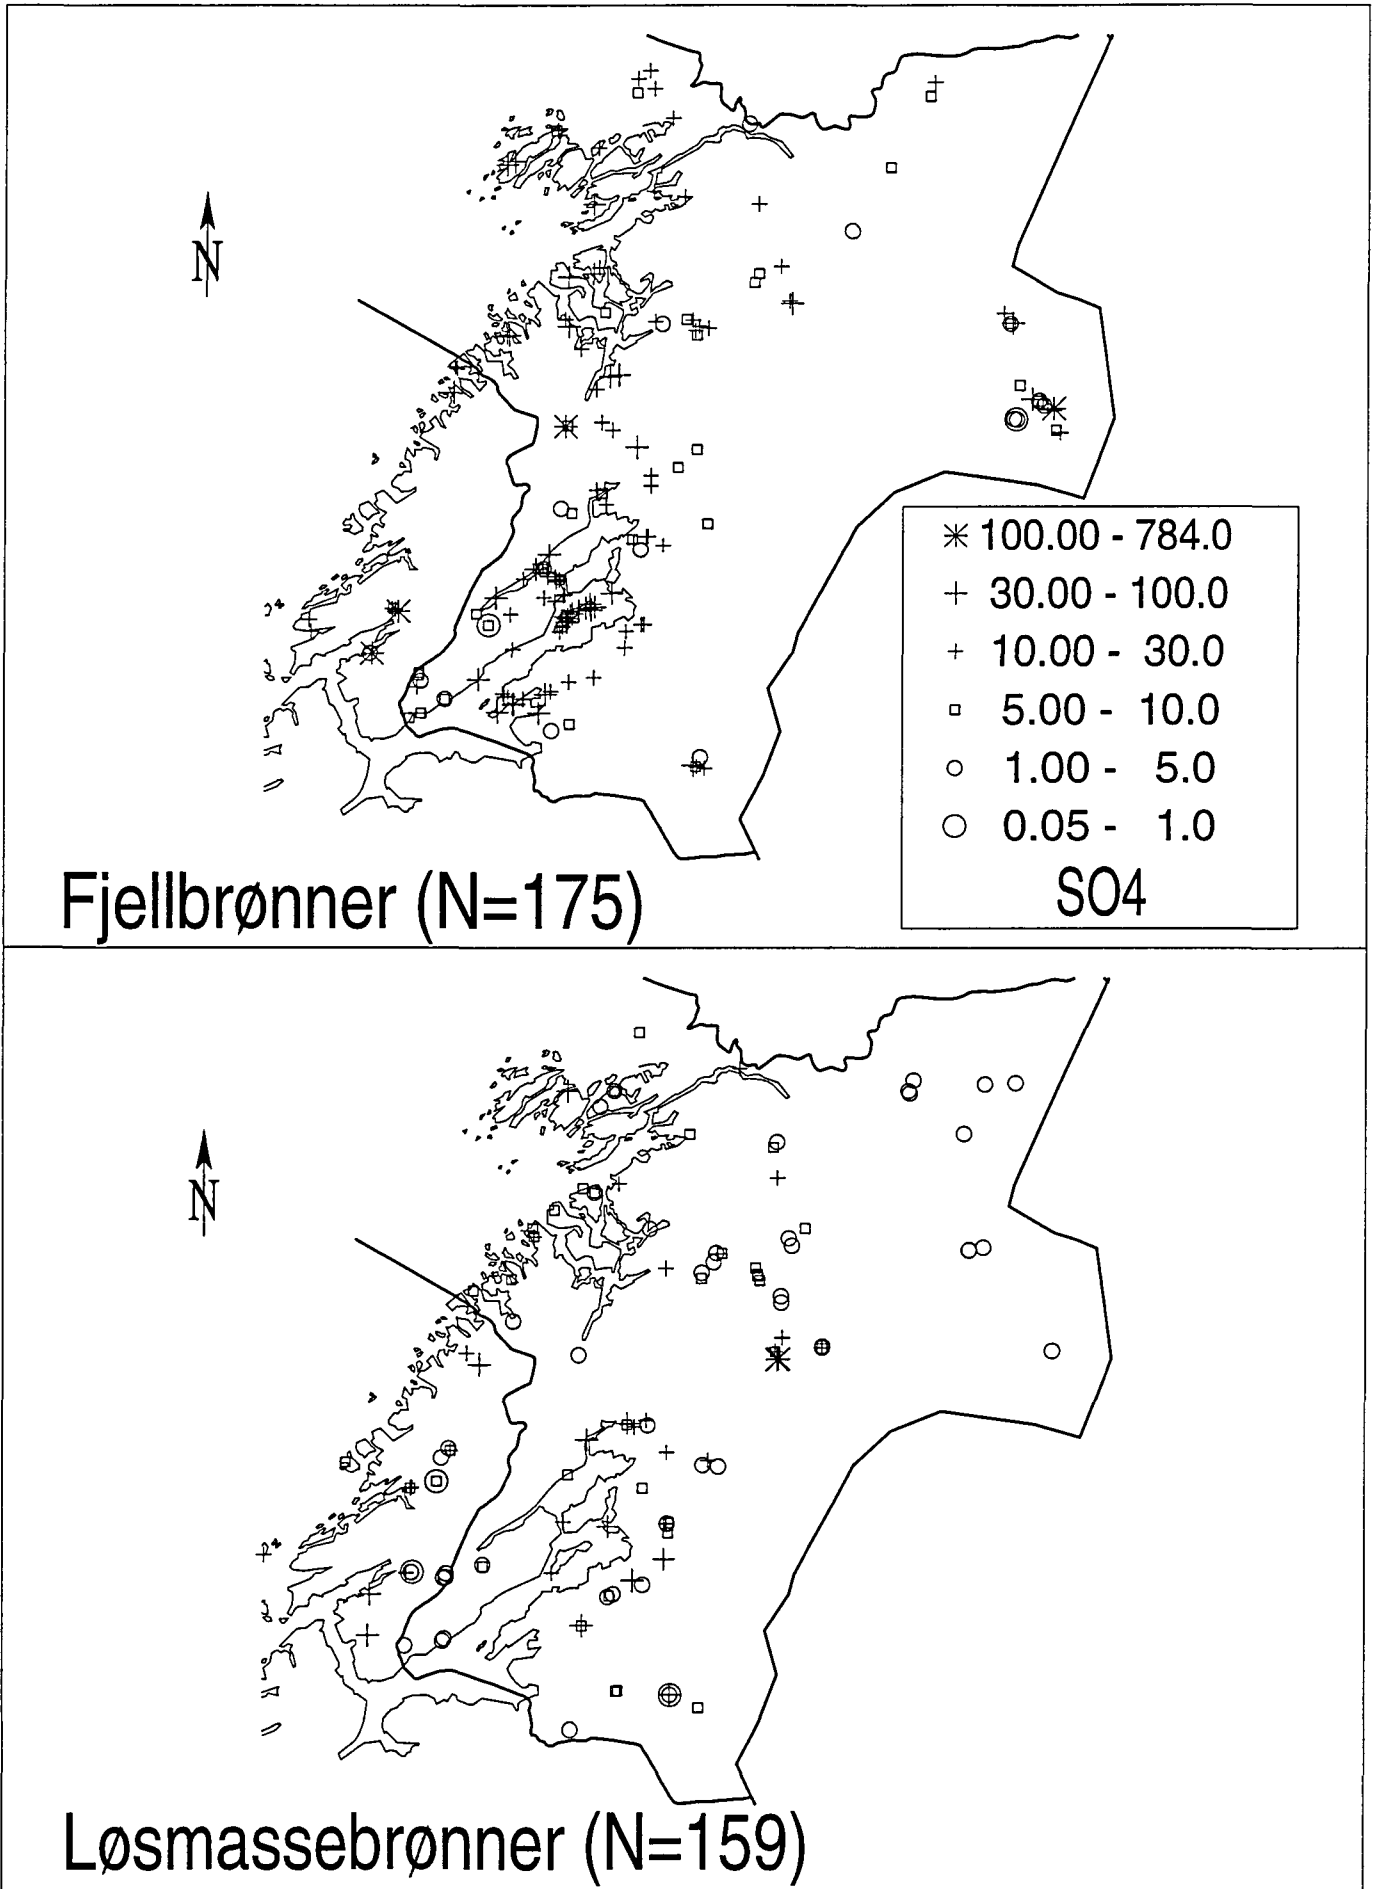 N
100.00 - 784.0
30.00 - 100.0
10.00 - 30.0
5.00 - 10.0
1.00 - 5.0
0.05 - 1.0
SO4
Fjellbrønner (N=175)
N
Løsmassebrønner (N=159)